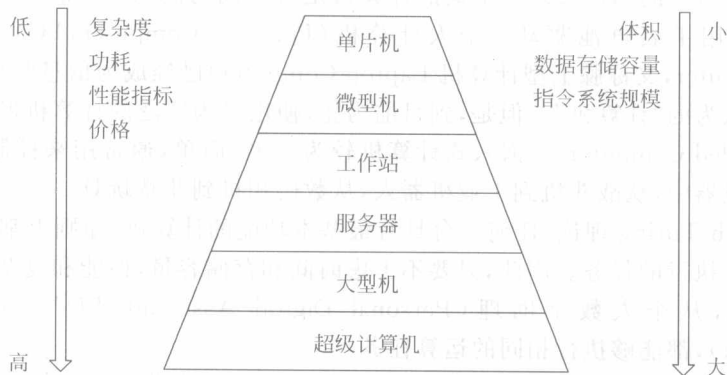 低
复杂度
功耗
性能指标
价格
高
单片机
微型机
工作站
服务器
大型机
超级计算机
体积
数据存储容量
指令系统规模
小
大